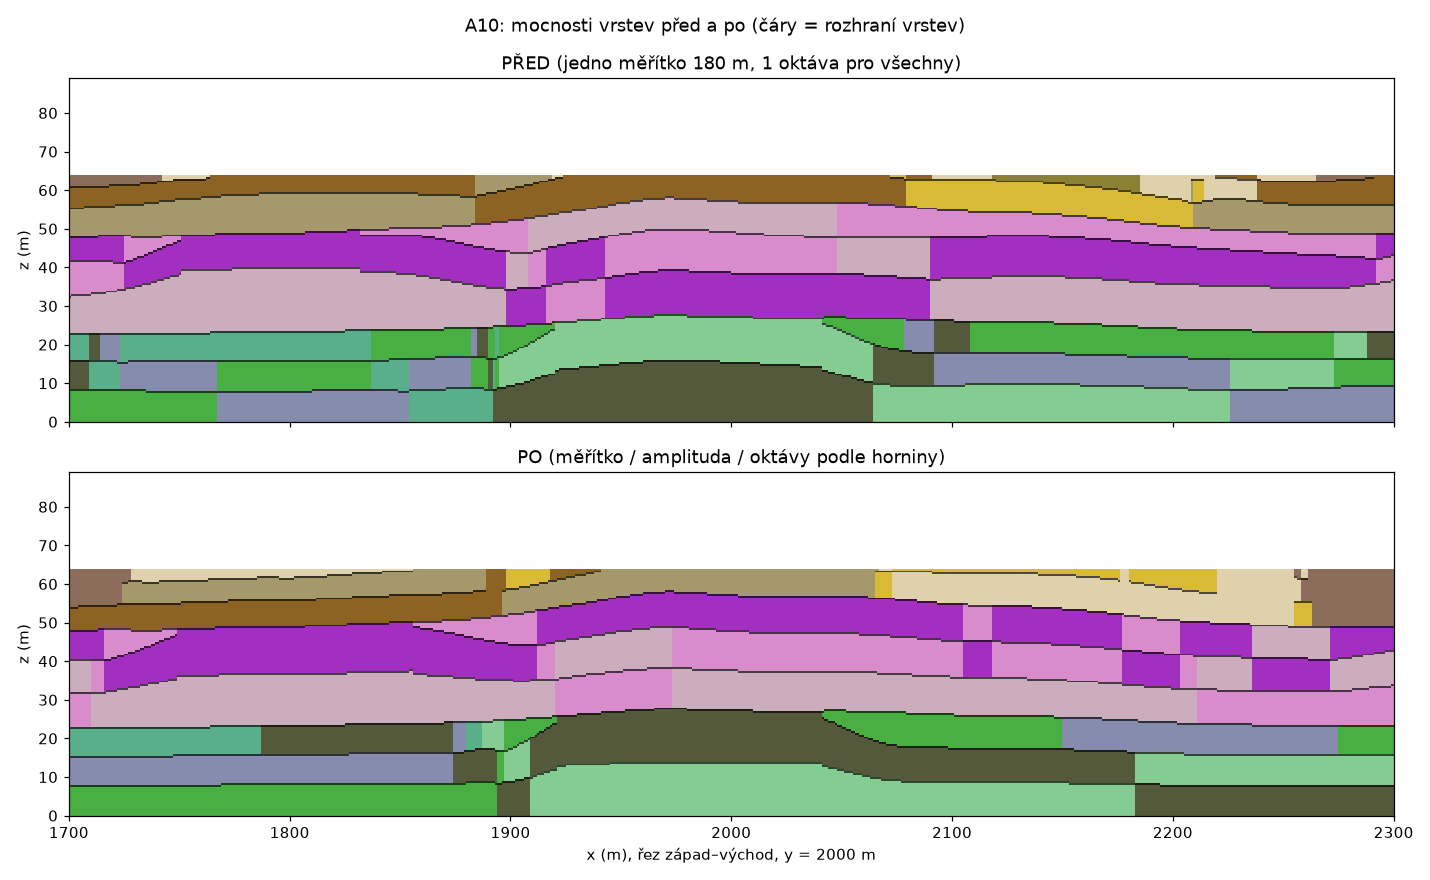 A10: mocnosti vrstev před a po (čáry = rozhraní vrstev)
PŘED (jedno měřítko 180 m, 1 oktáva pro všechny)
80
70
60
50
40
30
20
10
0
z (m)
PO (měřítko / amplituda / oktávy podle horniny)
80
70
60
50
40
30
20
10
0
z (m)
1700 1800 1900 2000 2100 2200 2300
x (m), řez západ–východ, y = 2000 m